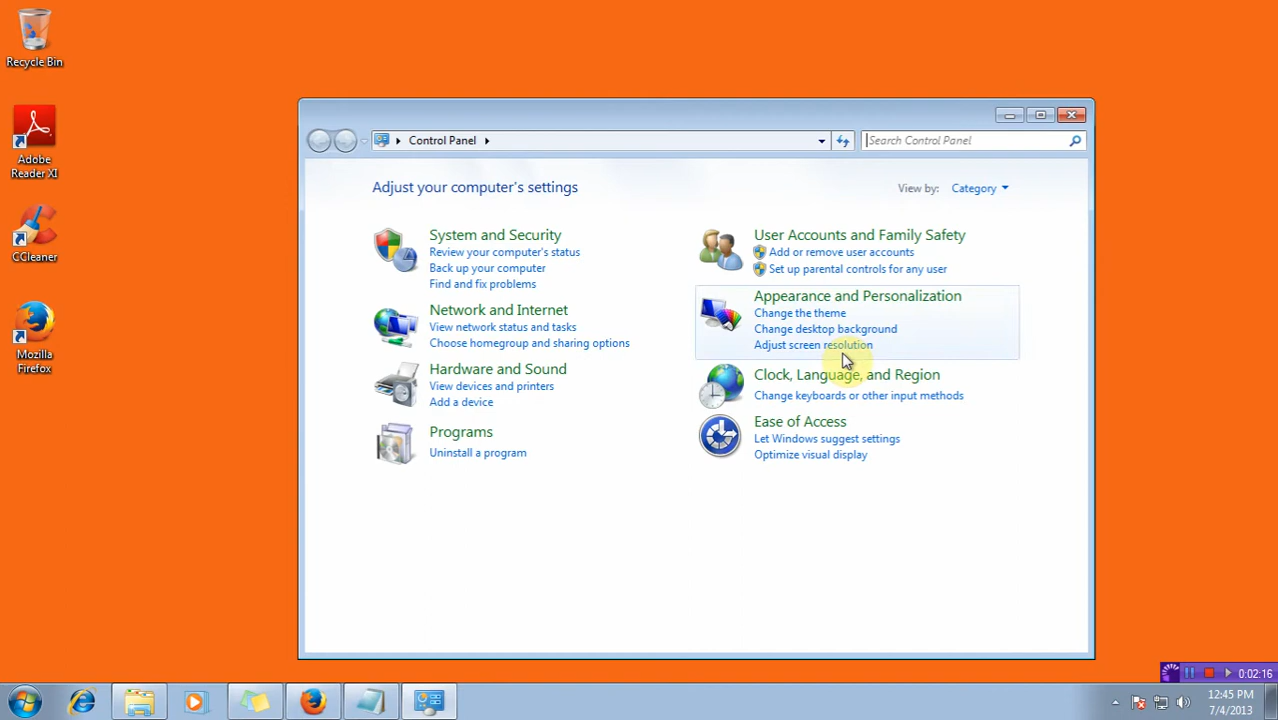 Recycle Bin
Adobe
Reader XI
CCleaner
Mozilla
Firefox
Control Panel
Search Control Panel
Adjust your computer's settings
View by: Category
System and Security
Review your computer's status
Back up your computer
Find and fix problems
Network and Internet
View network status and tasks
Choose homegroup and sharing options
Hardware and Sound
View devices and printers
Add a device
Programs
Uninstall a program
User Accounts and Family Safety
Add or remove user accounts
Set up parental controls for any user
Appearance and Personalization
Change the theme
Change desktop background
Adjust screen resolution
Clock, Language, and Region
Change keyboards or other input methods
Ease of Access
Let Windows suggest settings
Optimize visual display
00:02:16
12:45 PM
7/4/2013